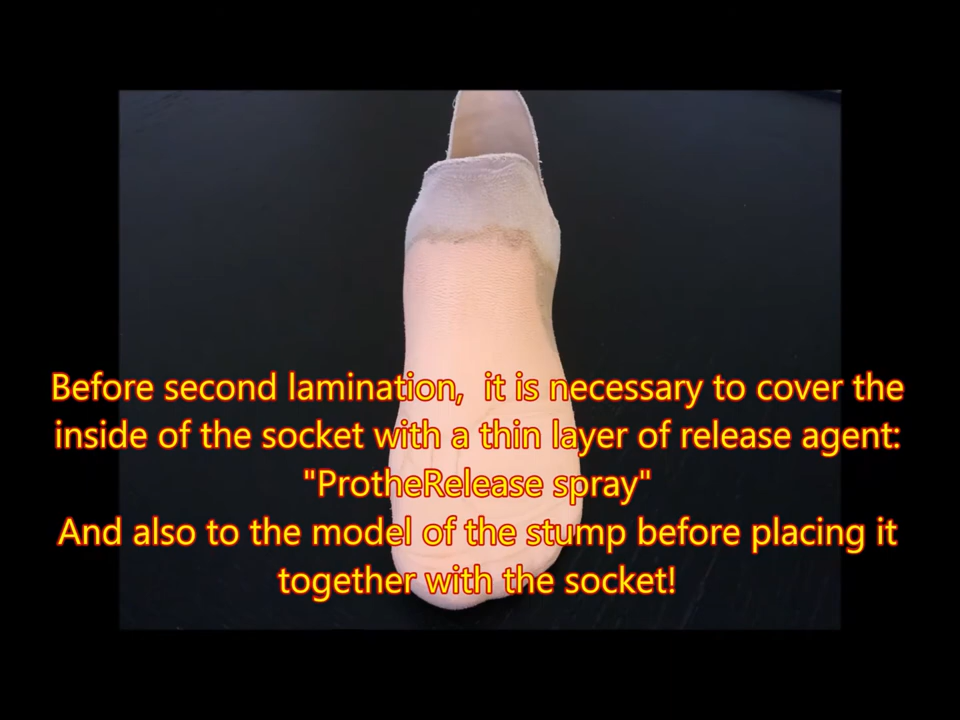 Before second lamination,  it is necessary to cover the
inside of the socket with a thin layer of release agent:
"ProtheRelease spray"
And also to the model of the stump before placing it
together with the socket!